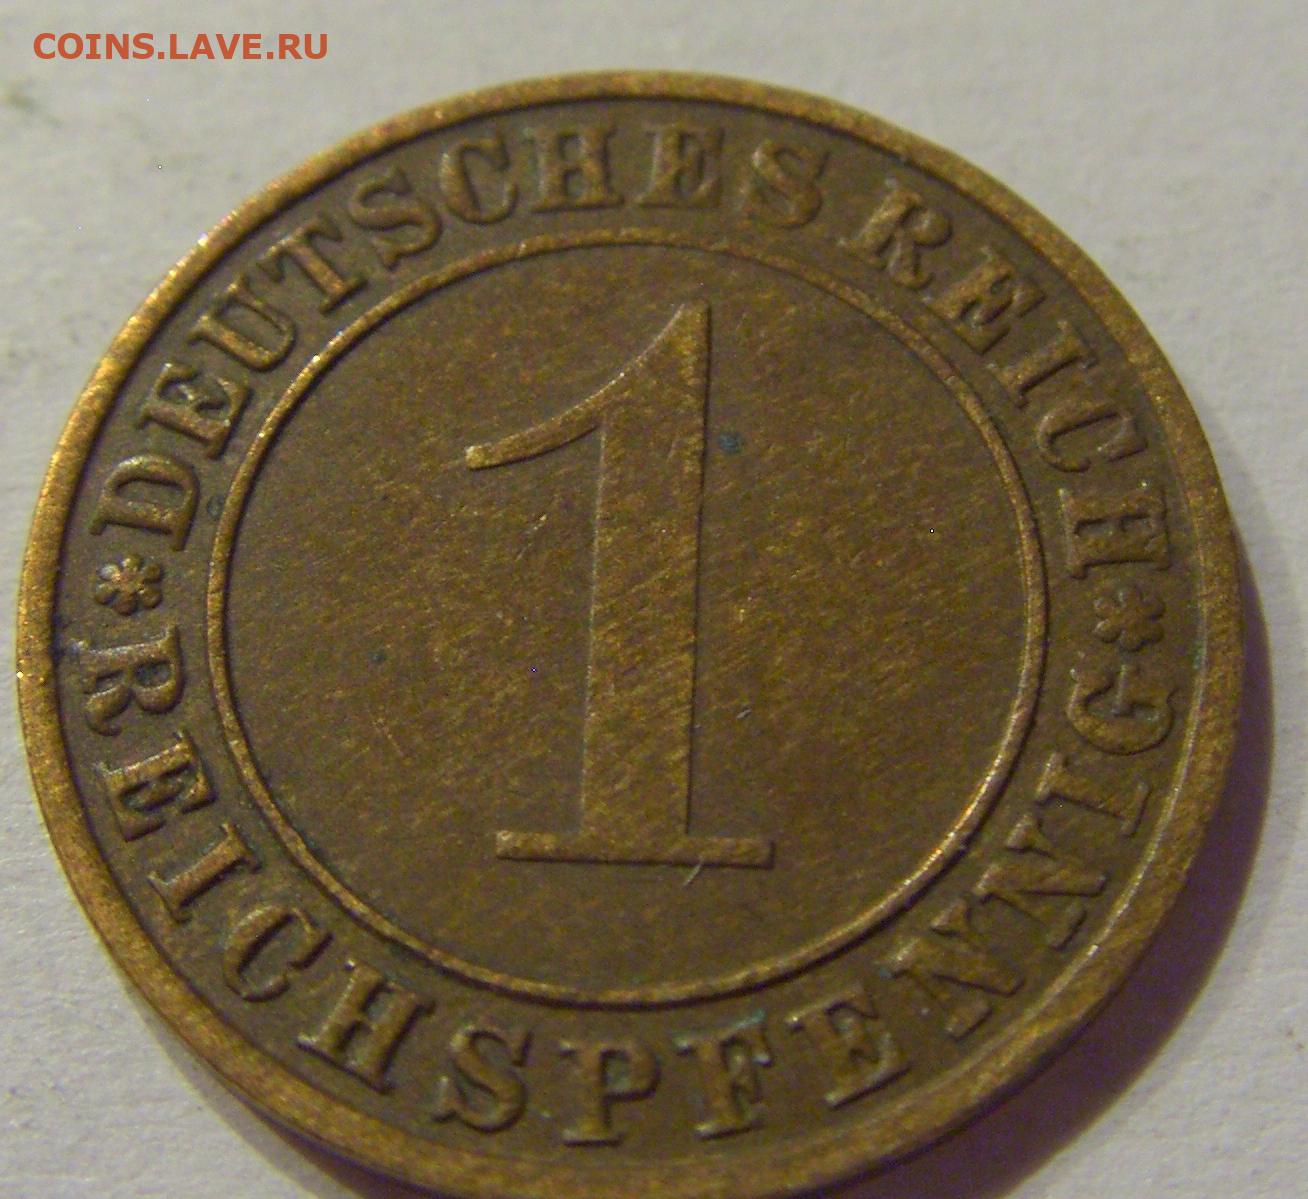 COINS.LAVE.RU
DEUTSCHES REICH
1
REICHSPFENNIG